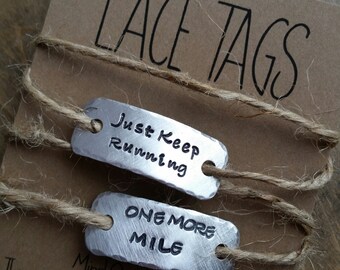 LACE TAGS
Just Keep
Running
ONE MORE
MILE